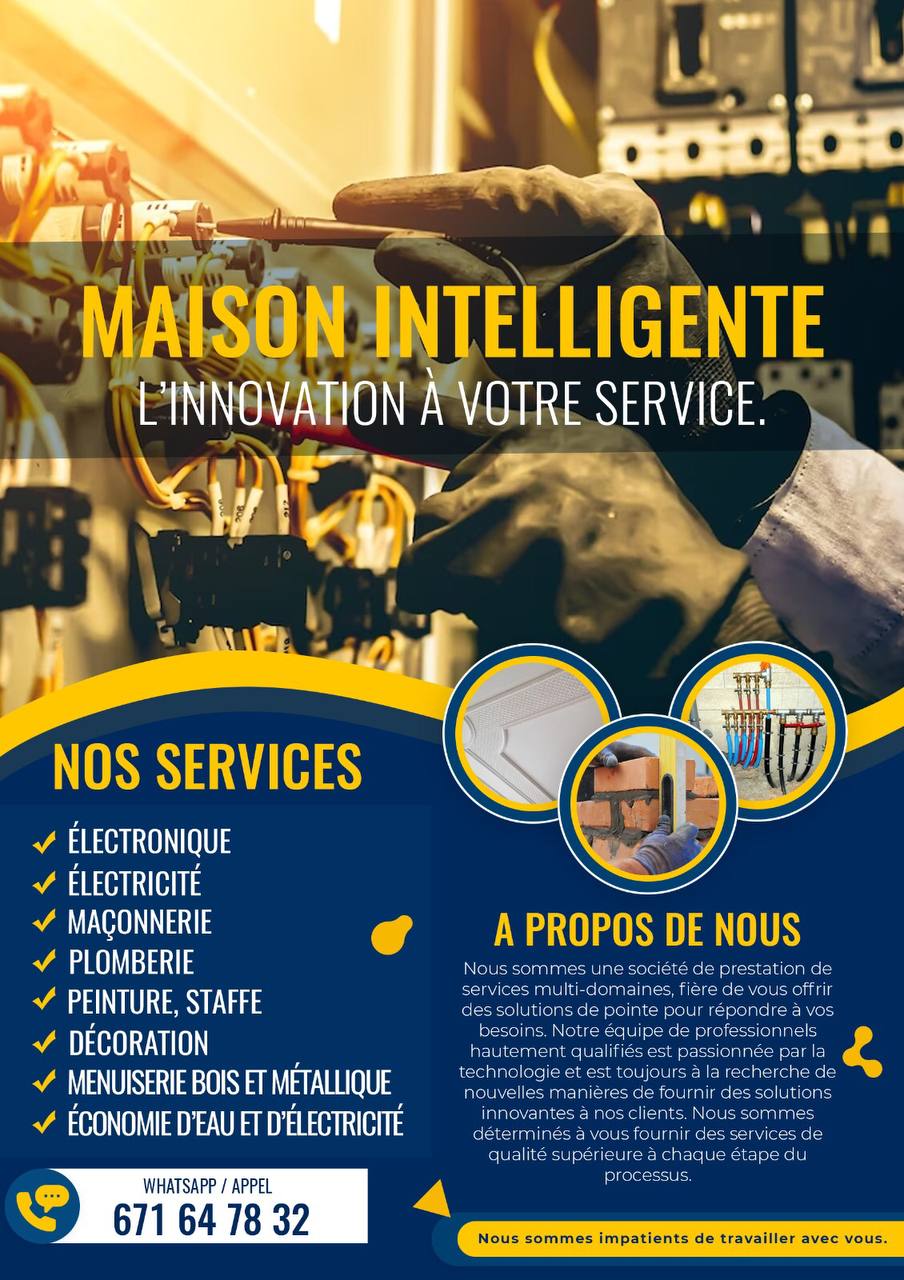 MAISON INTELLIGENTE
L'INNOVATION À VOTRE SERVICE.
NOS SERVICES
ÉLECTRONIQUE
ÉLECTRICITÉ
MAÇONNERIE
PLOMBERIE
PEINTURE, STAFFE
DÉCORATION
MENUISERIE BOIS ET MÉTALLIQUE
ÉCONOMIE D'EAU ET D'ÉLECTRICITÉ
WHATSAPP / APPEL
671 64 78 32
A PROPOS DE NOUS
Nous sommes une société de prestation de
services multi-domaines, fière de vous offrir
des solutions de pointe pour répondre à vos
besoins. Notre équipe de professionnels
hautement qualifiés est passionnée par la
technologie et est toujours à la recherche de
nouvelles manières de fournir des solutions
innovantes à nos clients. Nous sommes
déterminés à vous fournir des services de
qualité supérieure à chaque étape du
processus.
Nous sommes impatients de travailler avec vous.